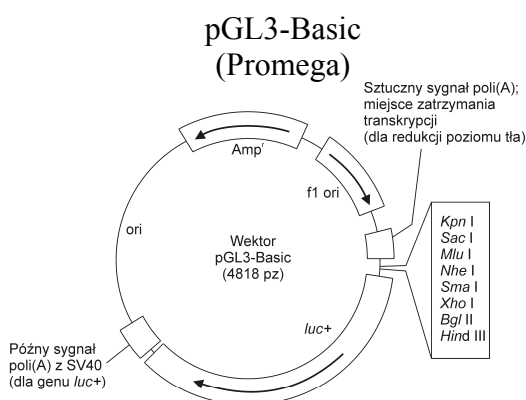 pGL3-Basic
(Promega)
Sztuczny sygnał poli(A);
miejsce zatrzymania
transkrypcji
(dla redukcji poziomu tła)
Ampʳ
f1 ori
ori
Wektor
pGL3-Basic
(4818 pz)
Kpn I
Sac I
Mlu I
Nhe I
Sma I
Xho I
Bgl II
Hind III
luc+
Późny sygnał
poli(A) z SV40
(dla genu luc+)